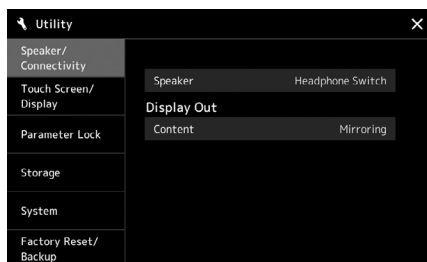 Utility
Speaker/
Connectivity
Touch Screen/
Display
Parameter Lock
Storage
System
Factory Reset/
Backup
Speaker Headphone Switch
Display Out
Content Mirroring